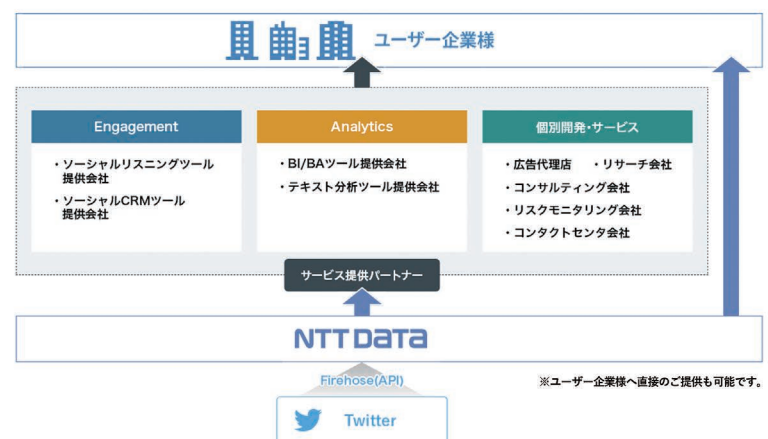 ユーザー企業様
Engagement
・ソーシャルリスニングツール
提供会社
・ソーシャルCRMツール
提供会社
Analytics
・BI/BAツール提供会社
・テキスト分析ツール提供会社
個別開発・サービス
・広告代理店 ・リサーチ会社
・コンサルティング会社
・リスクモニタリング会社
・コンタクトセンタ会社
サービス提供パートナー
NTT DATA
Firehose(API)
※ユーザー企業様へ直接のご提供も可能です。
Twitter